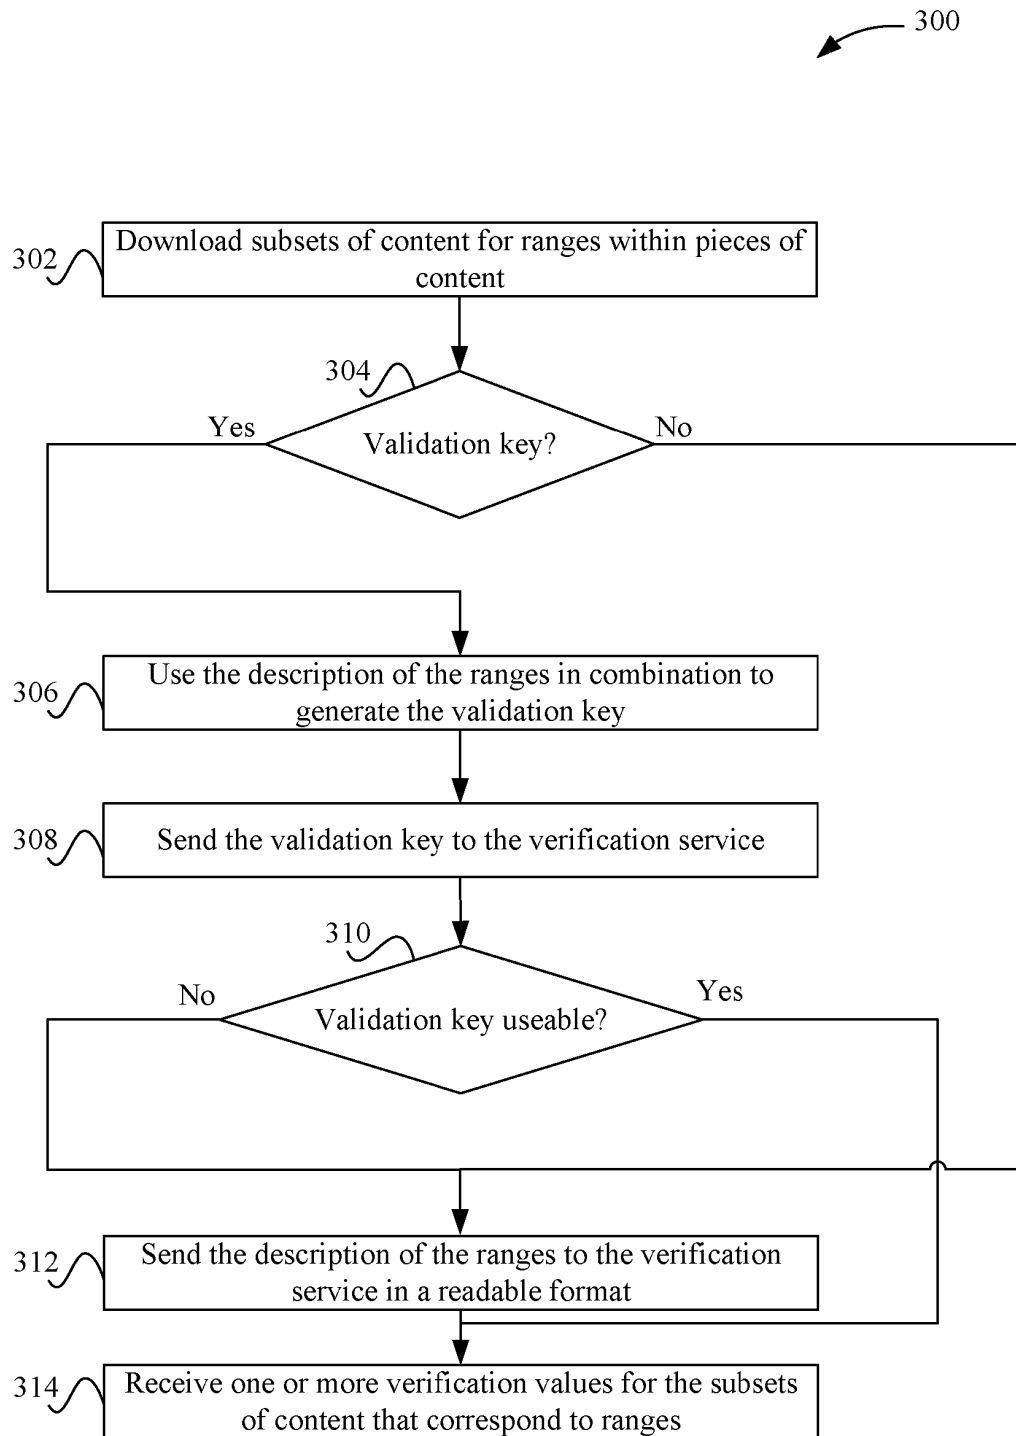 300
302
Download subsets of content for ranges within pieces of
content
304
Yes
No
Validation key?
306
Use the description of the ranges in combination to
generate the validation key
308
Send the validation key to the verification service
310
No
Yes
Validation key useable?
312
Send the description of the ranges to the verification
service in a readable format
314
Receive one or more verification values for the subsets
of content that correspond to ranges